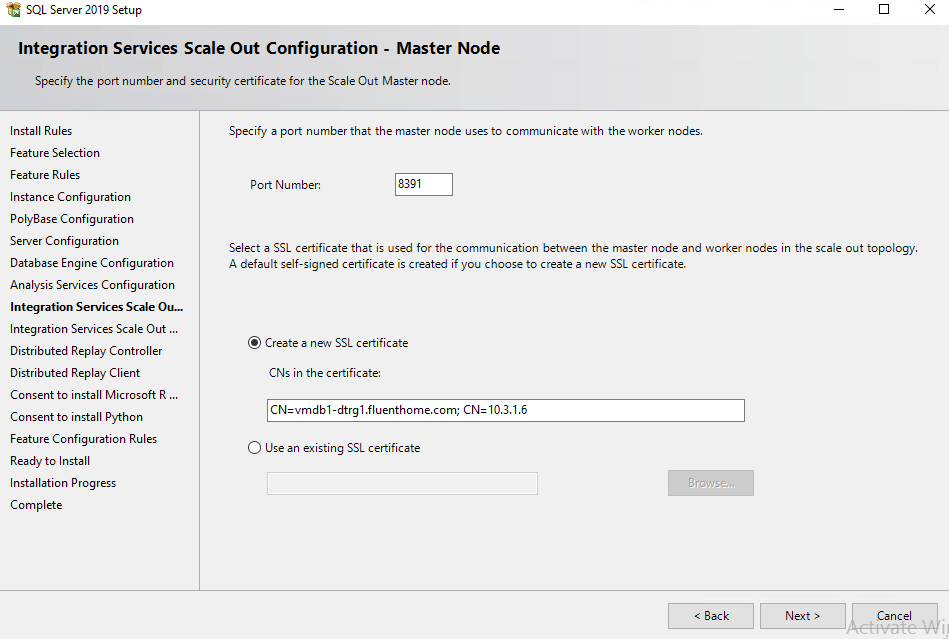 SQL Server 2019 Setup
Integration Services Scale Out Configuration - Master Node
Specify the port number and security certificate for the Scale Out Master node.
Install Rules
Feature Selection
Feature Rules
Instance Configuration
PolyBase Configuration
Server Configuration
Database Engine Configuration
Analysis Services Configuration
Integration Services Scale Ou...
Integration Services Scale Out ...
Distributed Replay Controller
Distributed Replay Client
Consent to install Microsoft R ...
Consent to install Python
Feature Configuration Rules
Ready to Install
Installation Progress
Complete
Specify a port number that the master node uses to communicate with the worker nodes.
Port Number: 8391
Select a SSL certificate that is used for the communication between the master node and worker nodes in the scale out topology.
A default self-signed certificate is created if you choose to create a new SSL certificate.
Create a new SSL certificate
CNs in the certificate:
CN=vmdb1-dtrg1.fluenthome.com; CN=10.3.1.6
Use an existing SSL certificate
Browse...
< Back Next > Cancel
Activate Wi